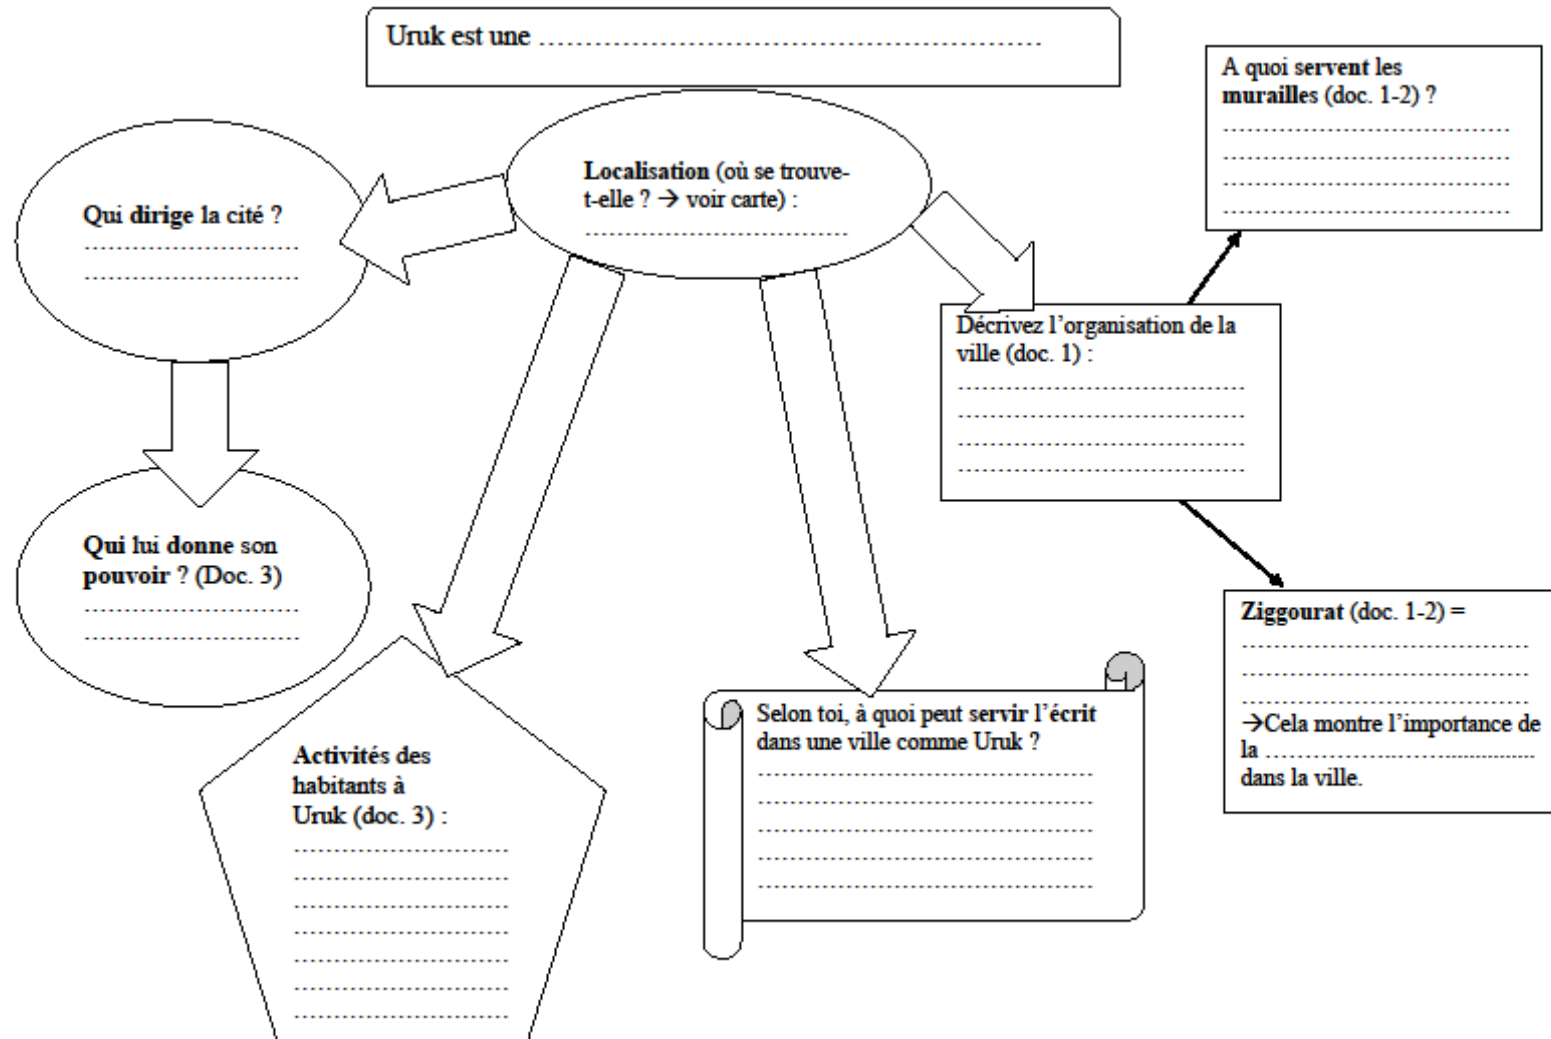 Uruk est une ……………………………………………
A quoi servent les
murailles (doc. 1-2) ?
………………………………
………………………………
………………………………
………………………………
Localisation (où se trouve-
t-elle ? → voir carte) :
……………………………
Qui dirige la cité ?
………………………
………………………
Décrivez l’organisation de la
ville (doc. 1) :
………………………………
………………………………
………………………………
………………………………
Qui lui donne son
pouvoir ? (Doc. 3)
………………………
………………………
Ziggourat (doc. 1-2) =
………………………………
………………………………
………………………………
→Cela montre l’importance de
la ……………………………
dans la ville.
Selon toi, à quoi peut servir l’écrit
dans une ville comme Uruk ?
……………………………………
……………………………………
……………………………………
……………………………………
……………………………………
Activités des
habitants à
Uruk (doc. 3) :
………………………
………………………
………………………
………………………
………………………
………………………
………………………